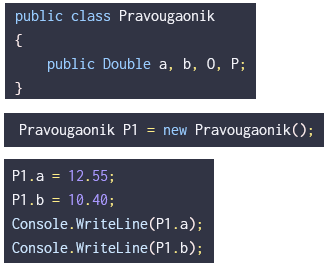 public class Pravougaonik
{
public Double a, b, O, P;
}
Pravougaonik P1 = new Pravougaonik();
P1.a = 12.55;
P1.b = 10.40;
Console.WriteLine(P1.a);
Console.WriteLine(P1.b);